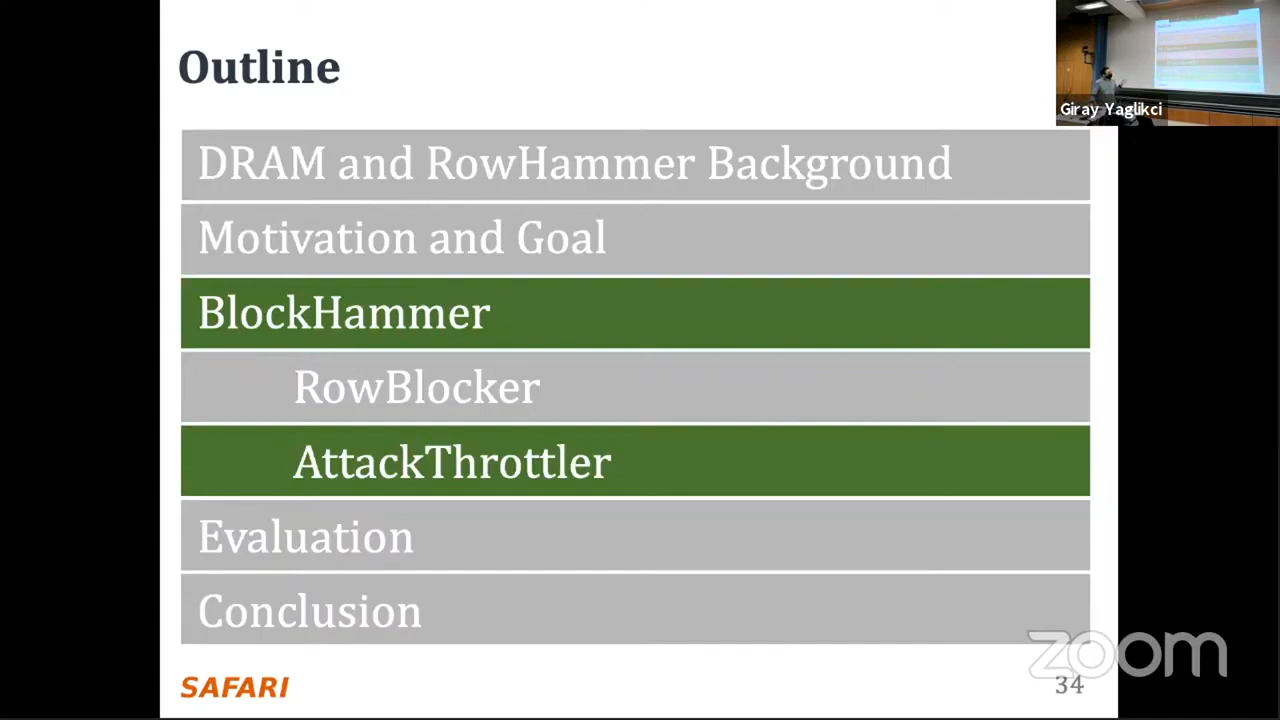 Outline
Giray Yaglikci
DRAM and RowHammer Background
Motivation and Goal
BlockHammer
RowBlocker
AttackThrottler
Evaluation
Conclusion
zoom
SAFARI
34